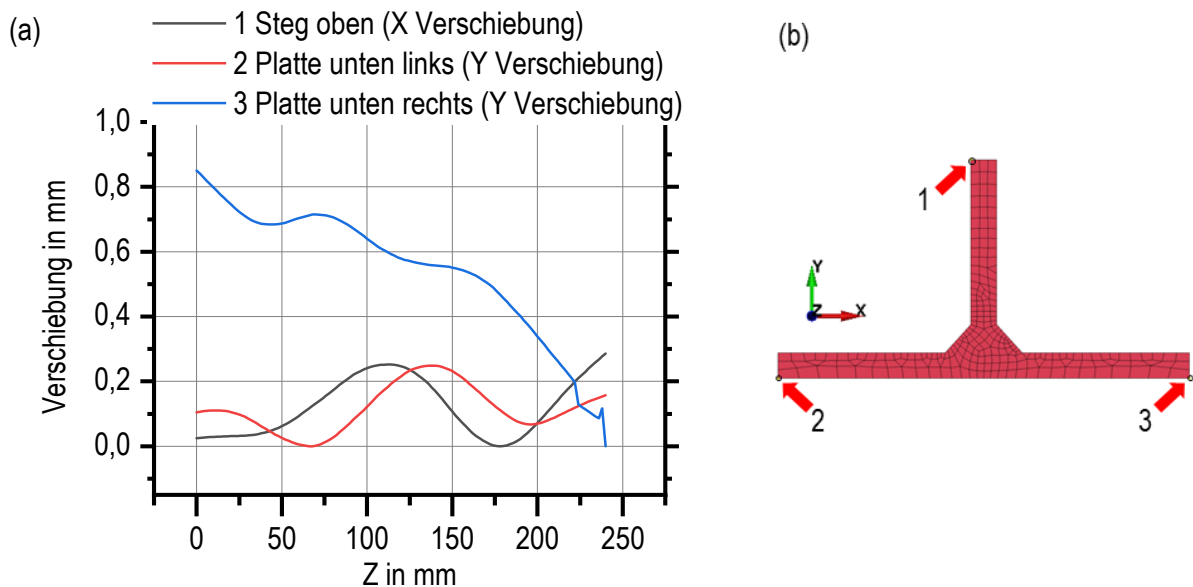 (a)
1 Steg oben (X Verschiebung)
2 Platte unten links (Y Verschiebung)
3 Platte unten rechts (Y Verschiebung)
1,0
0,8
0,6
0,4
0,2
0,0
Verschiebung in mm
0 50 100 150 200 250
Z in mm
(b)
1
Y
Z X
2 3